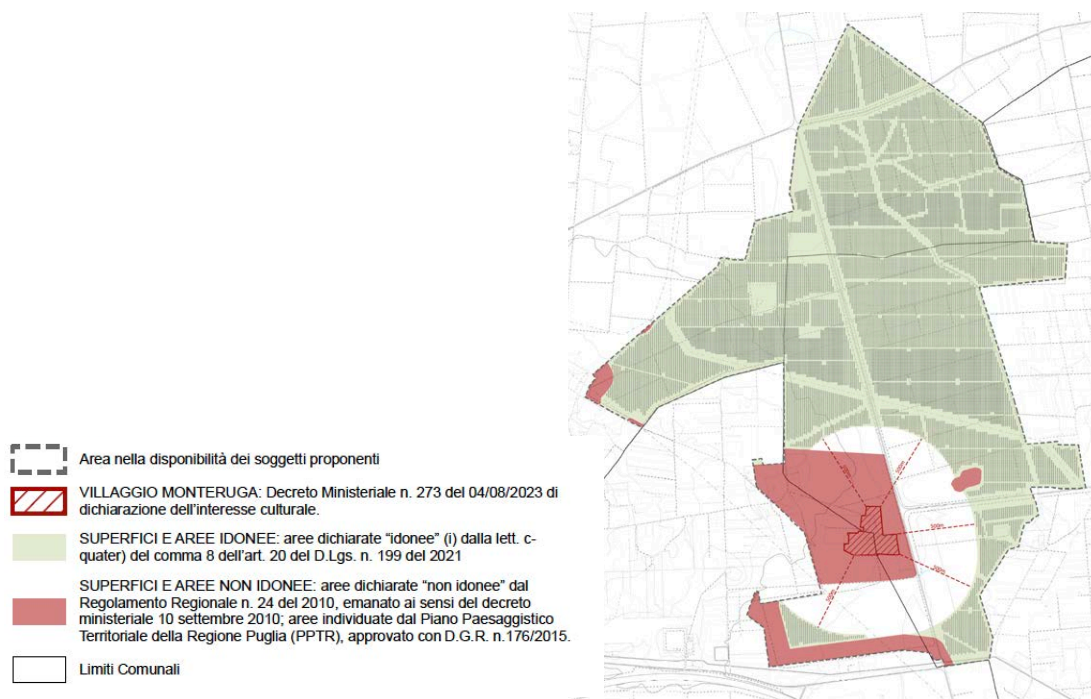 Area nella disponibilità dei soggetti proponenti
VILLAGGIO MONTERUGA: Decreto Ministeriale n. 273 del 04/08/2023 di
dichiarazione dell'interesse culturale.
SUPERFICI E AREE IDONEE: aree dichiarate "idonee" (i) dalla lett. c-
quater) del comma 8 dell'art. 20 del D.Lgs. n. 199 del 2021
SUPERFICI E AREE NON IDONEE: aree dichiarate "non idonee" dal
Regolamento Regionale n. 24 del 2010, emanato ai sensi del decreto
ministeriale 10 settembre 2010; aree individuate dal Piano Paesaggistico
Territoriale della Regione Puglia (PPTR), approvato con D.G.R. n.176/2015.
Limiti Comunali